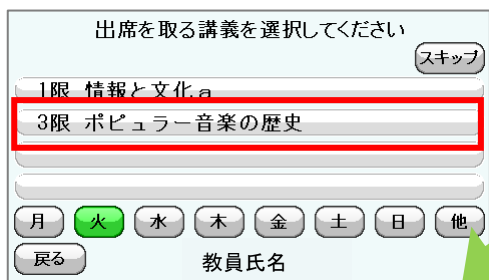 出席を取る講義を選択してください
スキップ
1限 情報と文化a
3限 ポピュラー音楽の歴史
月 火 水 木 金 土 日 他
戻る 教員氏名